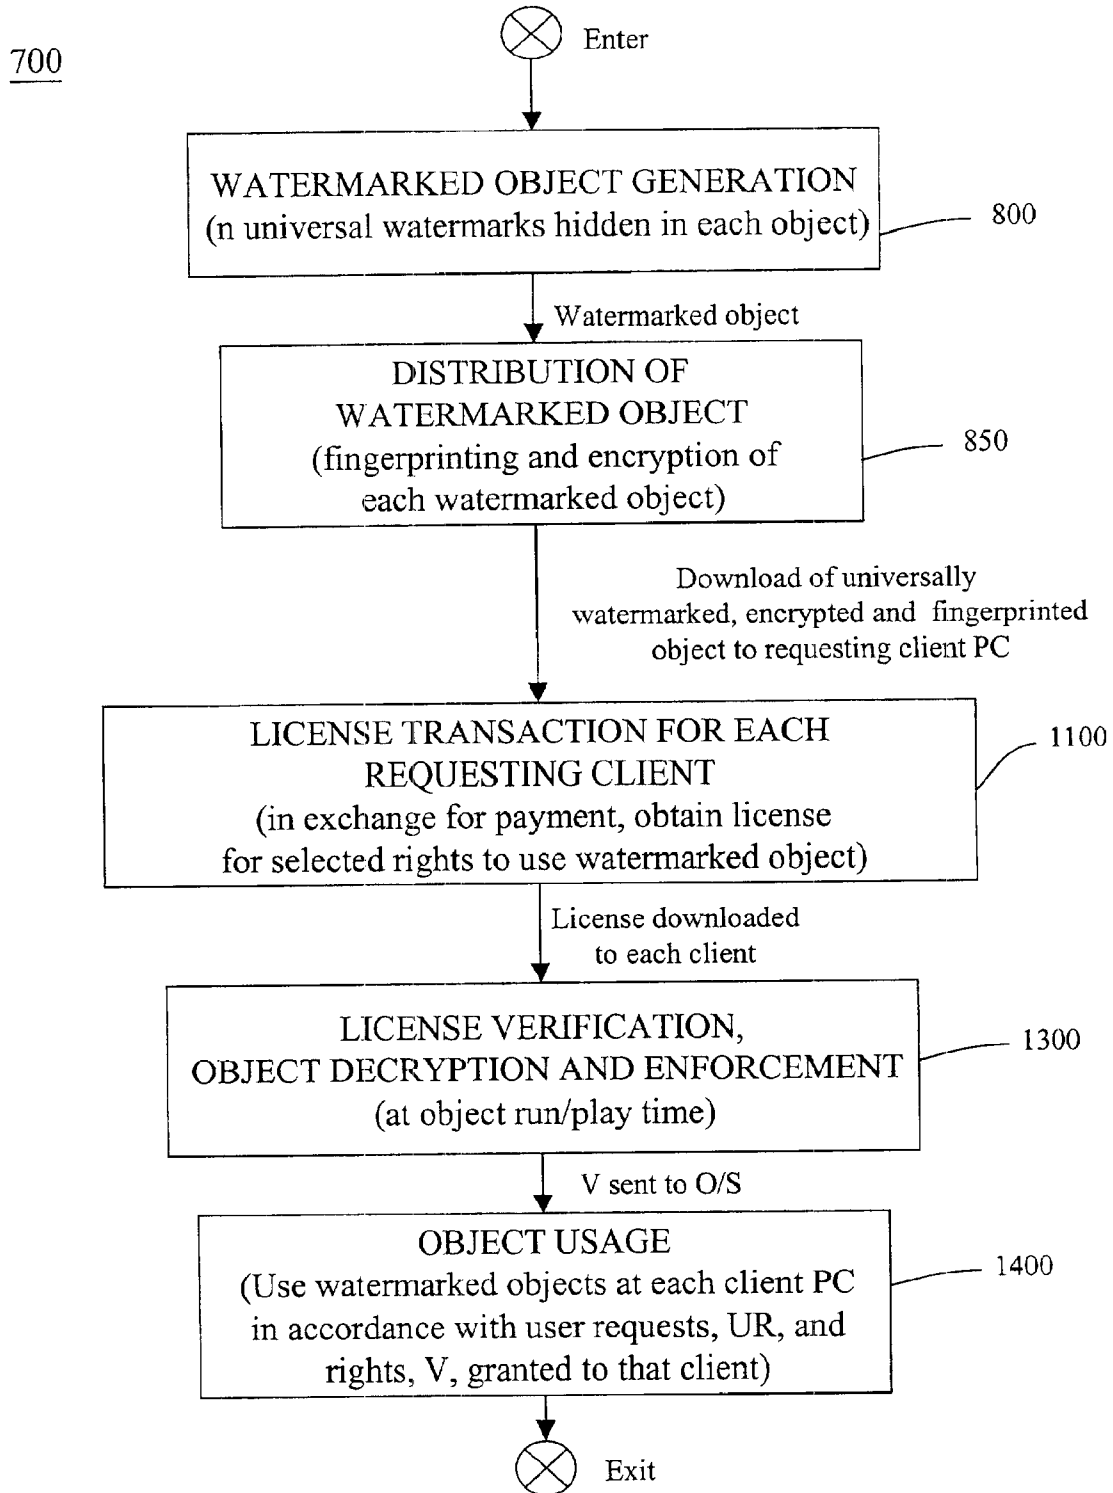 Enter
700
WATERMARKED OBJECT GENERATION
(n universal watermarks hidden in each object)
800
Watermarked object
DISTRIBUTION OF
WATERMARKED OBJECT
(fingerprinting and encryption of
each watermarked object)
850
Download of universally
watermarked, encrypted and fingerprinted
object to requesting client PC
LICENSE TRANSACTION FOR EACH
REQUESTING CLIENT
(in exchange for payment, obtain license
for selected rights to use watermarked object)
1100
License downloaded
to each client
LICENSE VERIFICATION,
OBJECT DECRYPTION AND ENFORCEMENT
(at object run/play time)
1300
V sent to O/S
OBJECT USAGE
(Use watermarked objects at each client PC
in accordance with user requests, UR, and
rights, V, granted to that client)
1400
Exit